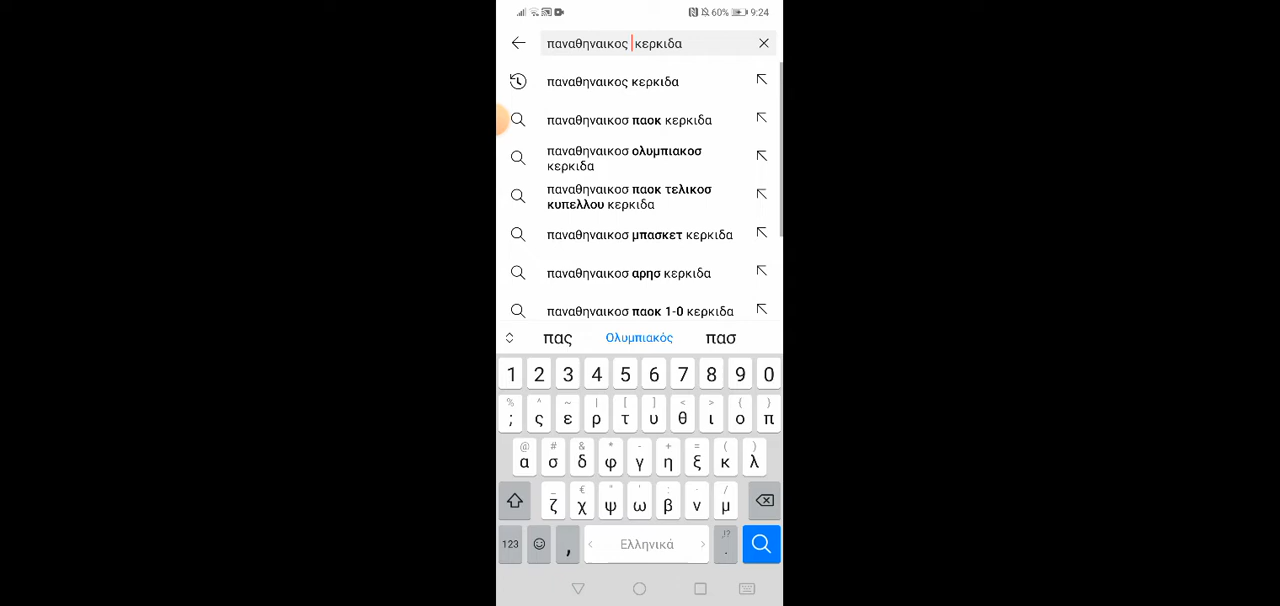 60% 9:24
παναθηναικος κερκιδα
παναθηναικος κερκιδα
παναθηναικοσ παοκ κερκιδα
παναθηναικοσ ολυμπιακοσ
κερκιδα
παναθηναικοσ παοκ τελικοσ
κυπελλου κερκιδα
παναθηναικοσ μπασκετ κερκιδα
παναθηναικοσ αρησ κερκιδα
παναθηναικοσ παοκ 1-0 κερκιδα
πας Ολυμπιακός πασ
1 2 3 4 5 6 7 8 9 0
% ^ ~ | [ ] < > ( )
; ς ε ρ τ υ θ ι ο π
@ # & * - + = ( )
α σ δ φ γ η ξ κ λ
_ € " ' : /
ζ χ ψ ω β ν μ
123 , < Ελληνικά > ,!? .